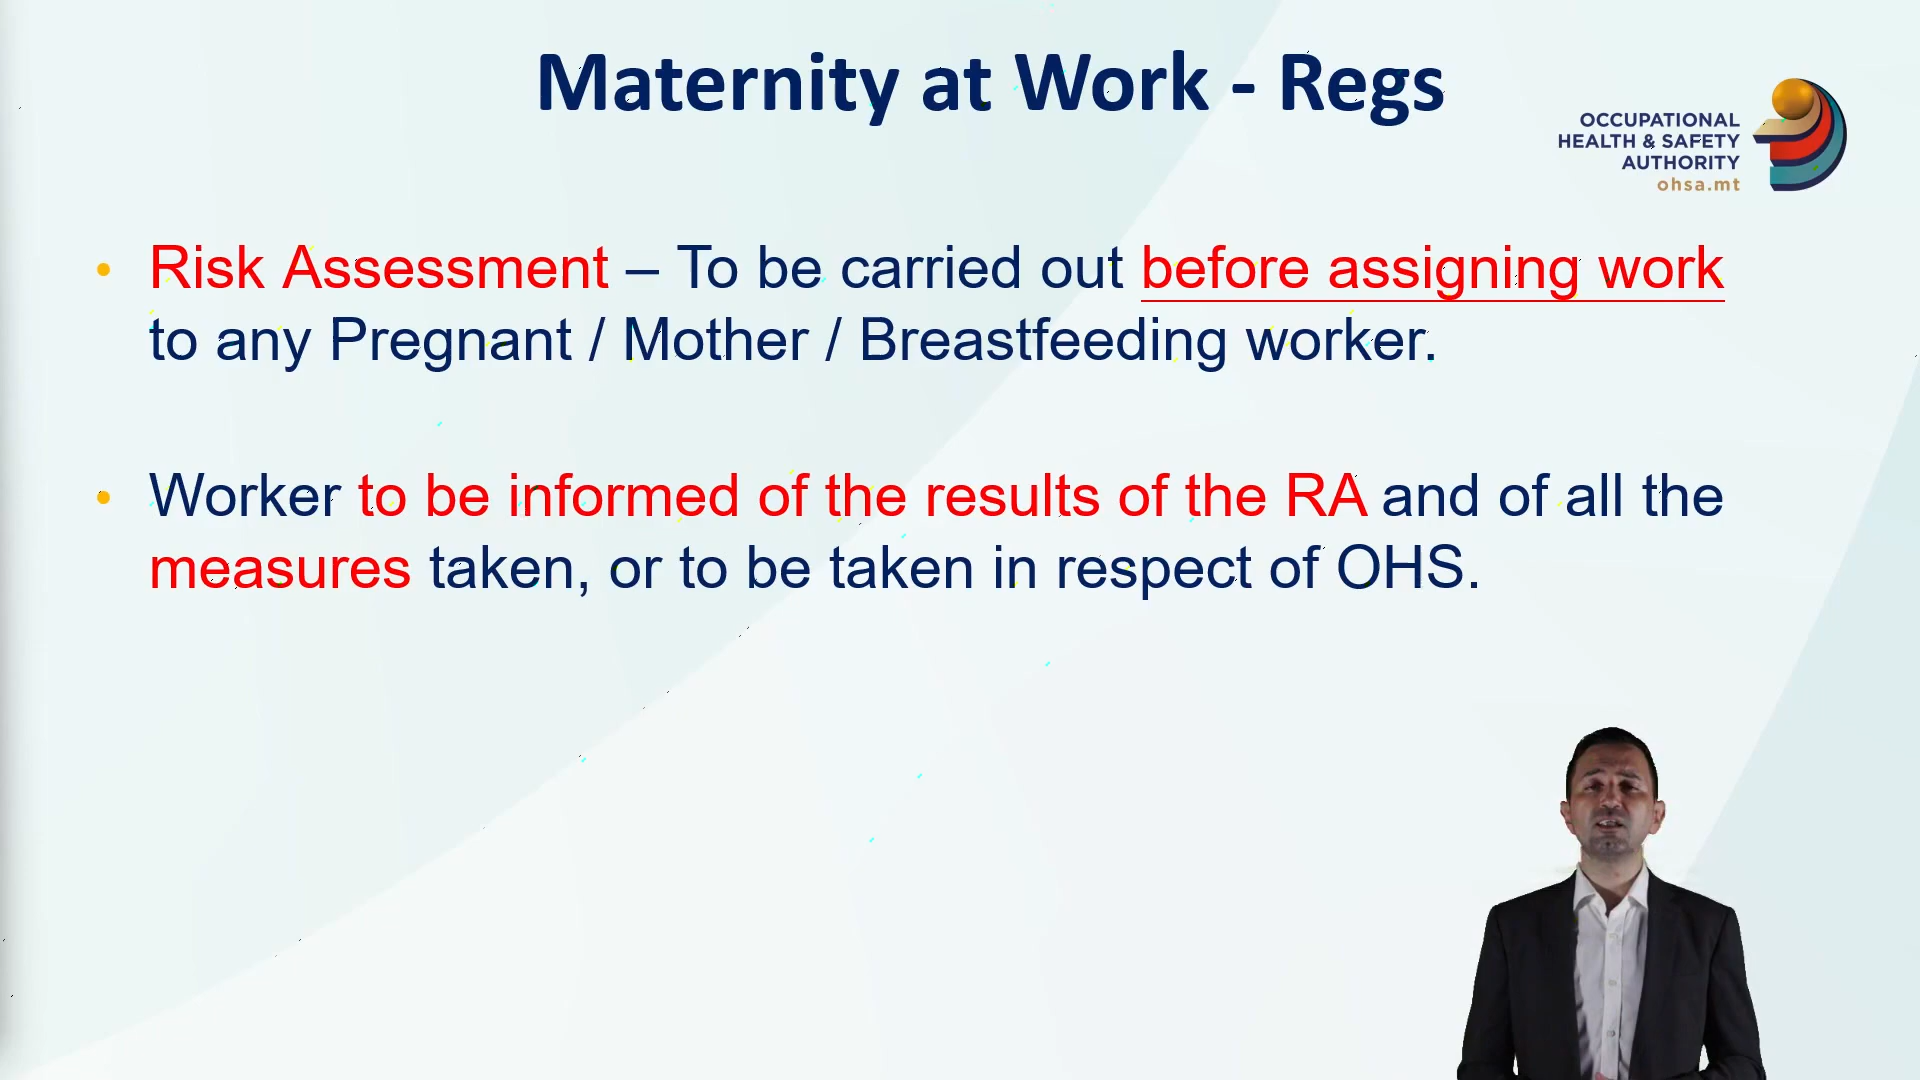 Maternity at Work - Regs
OCCUPATIONAL
HEALTH & SAFETY
AUTHORITY
ohsa.mt
• Risk Assessment – To be carried out before assigning work
to any Pregnant / Mother / Breastfeeding worker.
• Worker to be informed of the results of the RA and of all the
measures taken, or to be taken in respect of OHS.